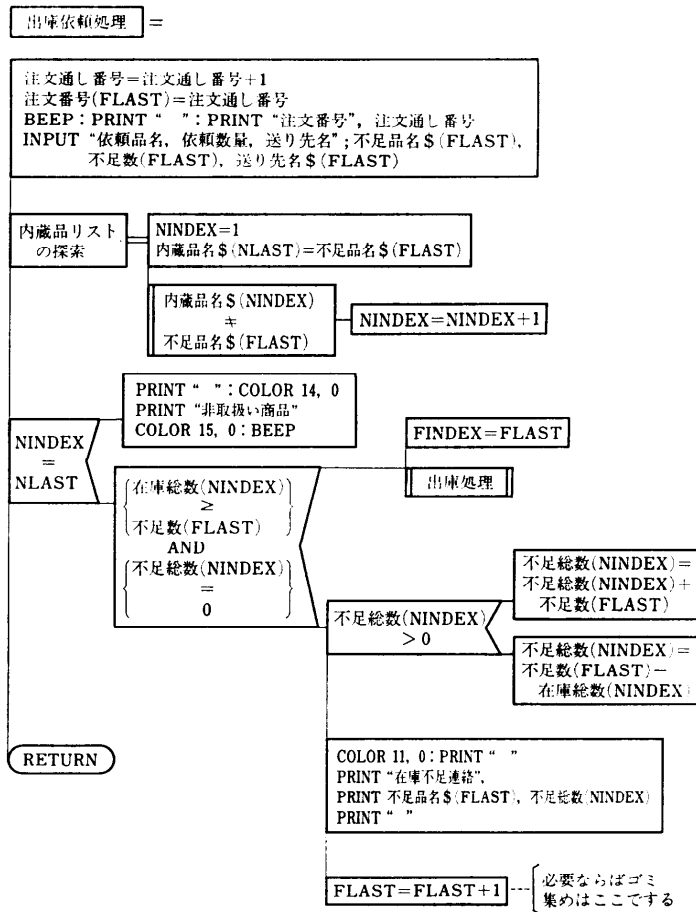 出庫依頼処理 =
注文通し番号=注文通し番号+1
注文番号(FLAST)=注文通し番号
BEEP：PRINT “　”：PRINT “注文番号”, 注文通し番号
INPUT “依頼品名, 依頼数量, 送り先名”；不足品名$(FLAST),
不足数(FLAST), 送り先名$(FLAST)
内蔵品リスト
の探索
NINDEX=1
内蔵品名$(NLAST)=不足品名$(FLAST)
内蔵品名$(NINDEX)
≠
不足品名$(FLAST)
NINDEX=NINDEX+1
NINDEX
=
NLAST
PRINT “　”：COLOR 14, 0
PRINT “非取扱い商品”
COLOR 15, 0：BEEP
在庫総数(NINDEX)
≥
不足数(FLAST)
AND
不足総数(NINDEX)
=
0
FINDEX=FLAST
出庫処理
不足総数(NINDEX)
>0
不足総数(NINDEX)=
不足総数(NINDEX)+
不足数(FLAST)
不足総数(NINDEX)=
不足数(FLAST)−
在庫総数(NINDEX)
COLOR 11, 0：PRINT “　”
PRINT “在庫不足連絡”,
PRINT 不足品名$(FLAST), 不足総数(NINDEX)
PRINT “　”
FLAST=FLAST+1
必要ならばゴミ
集めはここでする
RETURN